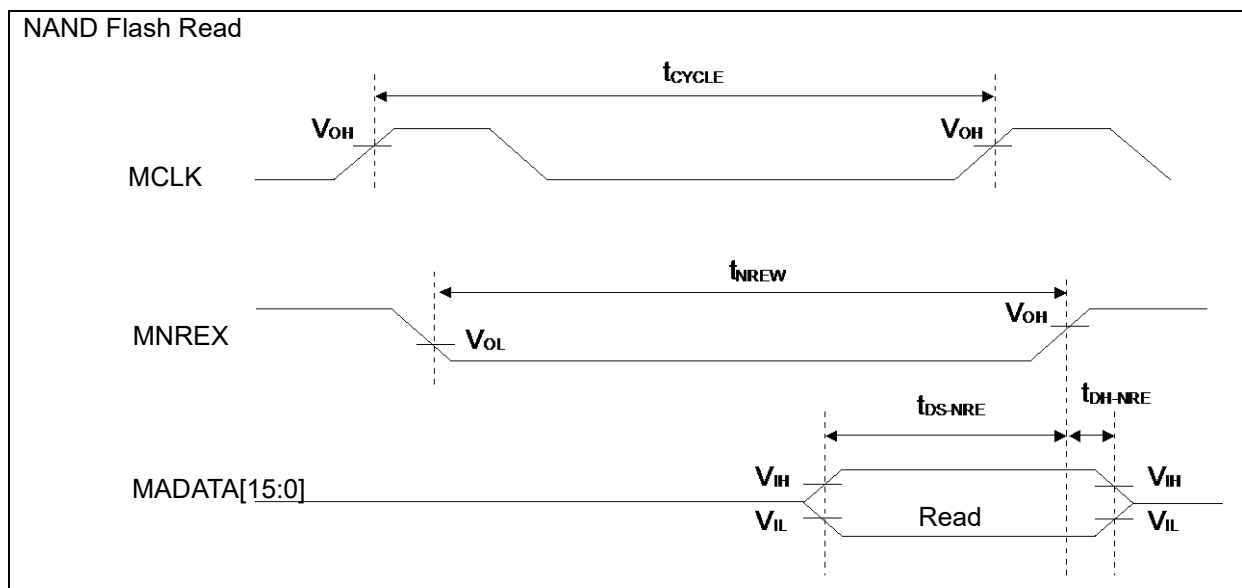 NAND Flash Read
tCYCLE
VOH
VOH
MCLK
tNREW
VOH
MNREX
VOL
tDS-NRE
tDH-NRE
VIH
VIH
MADATA[15:0]
Read
VIL
VIL